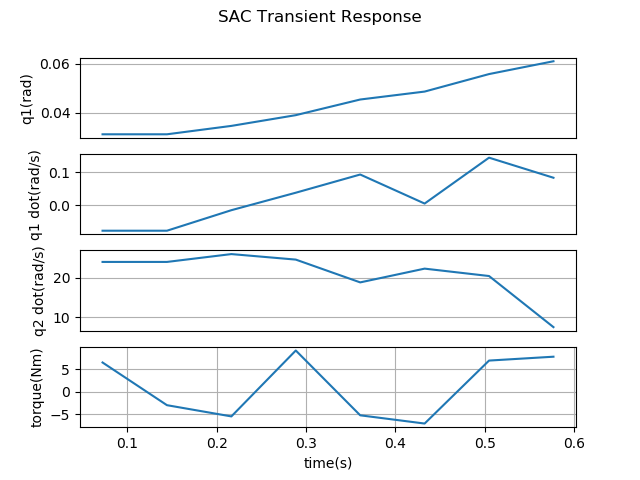 SAC Transient Response
0.06
0.04
q1(rad)
0.1
0.0
q1 dot(rad/s)
20
10
q2 dot(rad/s)
5
0
−5
torque(Nm)
0.1 0.2 0.3 0.4 0.5 0.6
time(s)